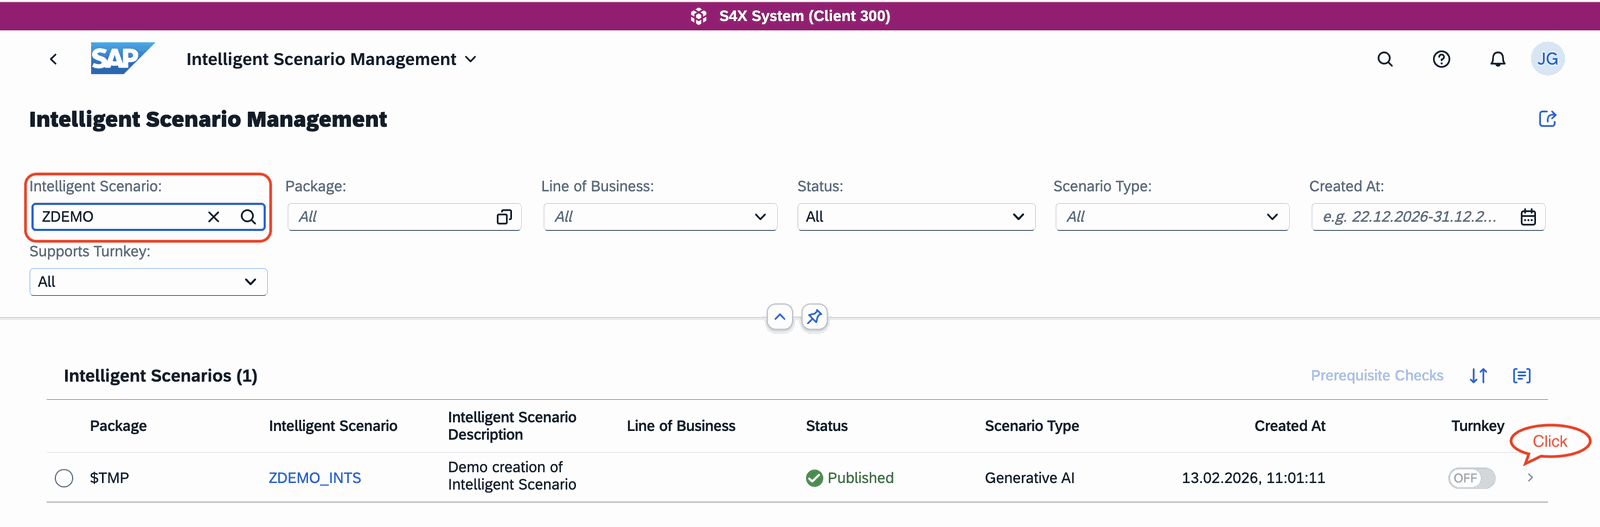 S4X System (Client 300)
SAP
Intelligent Scenario Management
JG
Intelligent Scenario Management
Intelligent Scenario:
Package:
Line of Business:
Status:
Scenario Type:
Created At:
ZDEMO
All
All
All
All
e.g. 22.12.2026-31.12.2...
Supports Turnkey:
All
Intelligent Scenarios (1)
Prerequisite Checks
Package
Intelligent Scenario
Intelligent Scenario
Description
Line of Business
Status
Scenario Type
Created At
Turnkey
Click
$TMP
ZDEMO_INTS
Demo creation of
Intelligent Scenario
Published
Generative AI
13.02.2026, 11:01:11
OFF